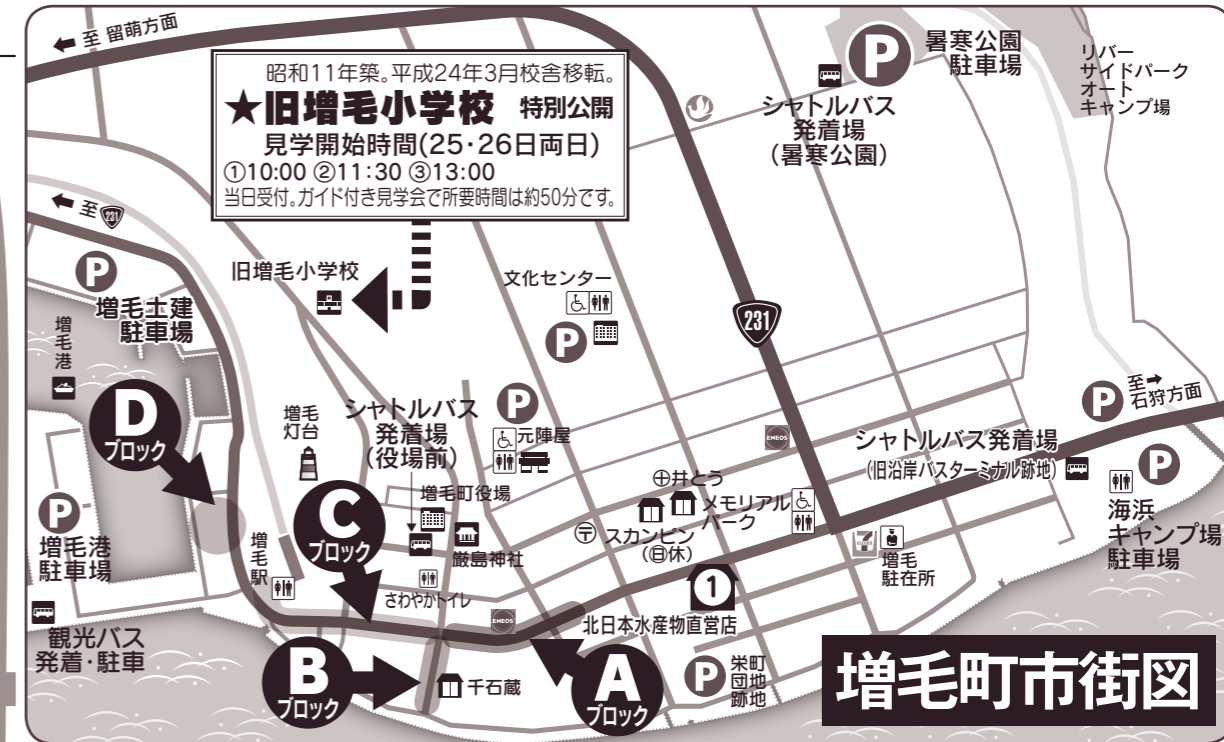 至 留萌方面
昭和11年築。平成24年3月校舎移転。
★旧増毛小学校 特別公開
見学開始時間(25・26日両日)
①10:00 ②11:30 ③13:00
当日受付。ガイド付き見学会で所要時間は約50分です。
P
暑寒公園
駐車場
シャトルバス
発着場
(暑寒公園)
リバー
サイドパーク
オート
キャンプ場
至 231
P
増毛土建
駐車場
旧増毛小学校
文化センター
P
231
増毛港
D
ブロック
P
増毛港
駐車場
観光バス
発着・駐車
増毛
灯台
シャトルバス
発着場
(役場前)
P
元陣屋
増毛町役場
厳島神社
C
ブロック
増毛駅
さわやかトイレ
ENEOS
㊉井とう
メモリアル
パーク
〒
スカンピン
(㊐休)
ENEOS
シャトルバス発着場
(旧沿岸バスターミナル跡地)
P
至
石狩方面
P
海浜
キャンプ場
駐車場
7
増毛
駐在所
1
北日本水産物直営店
B
ブロック
千石蔵
A
ブロック
P
栄町
団地
跡地
増毛町市街図